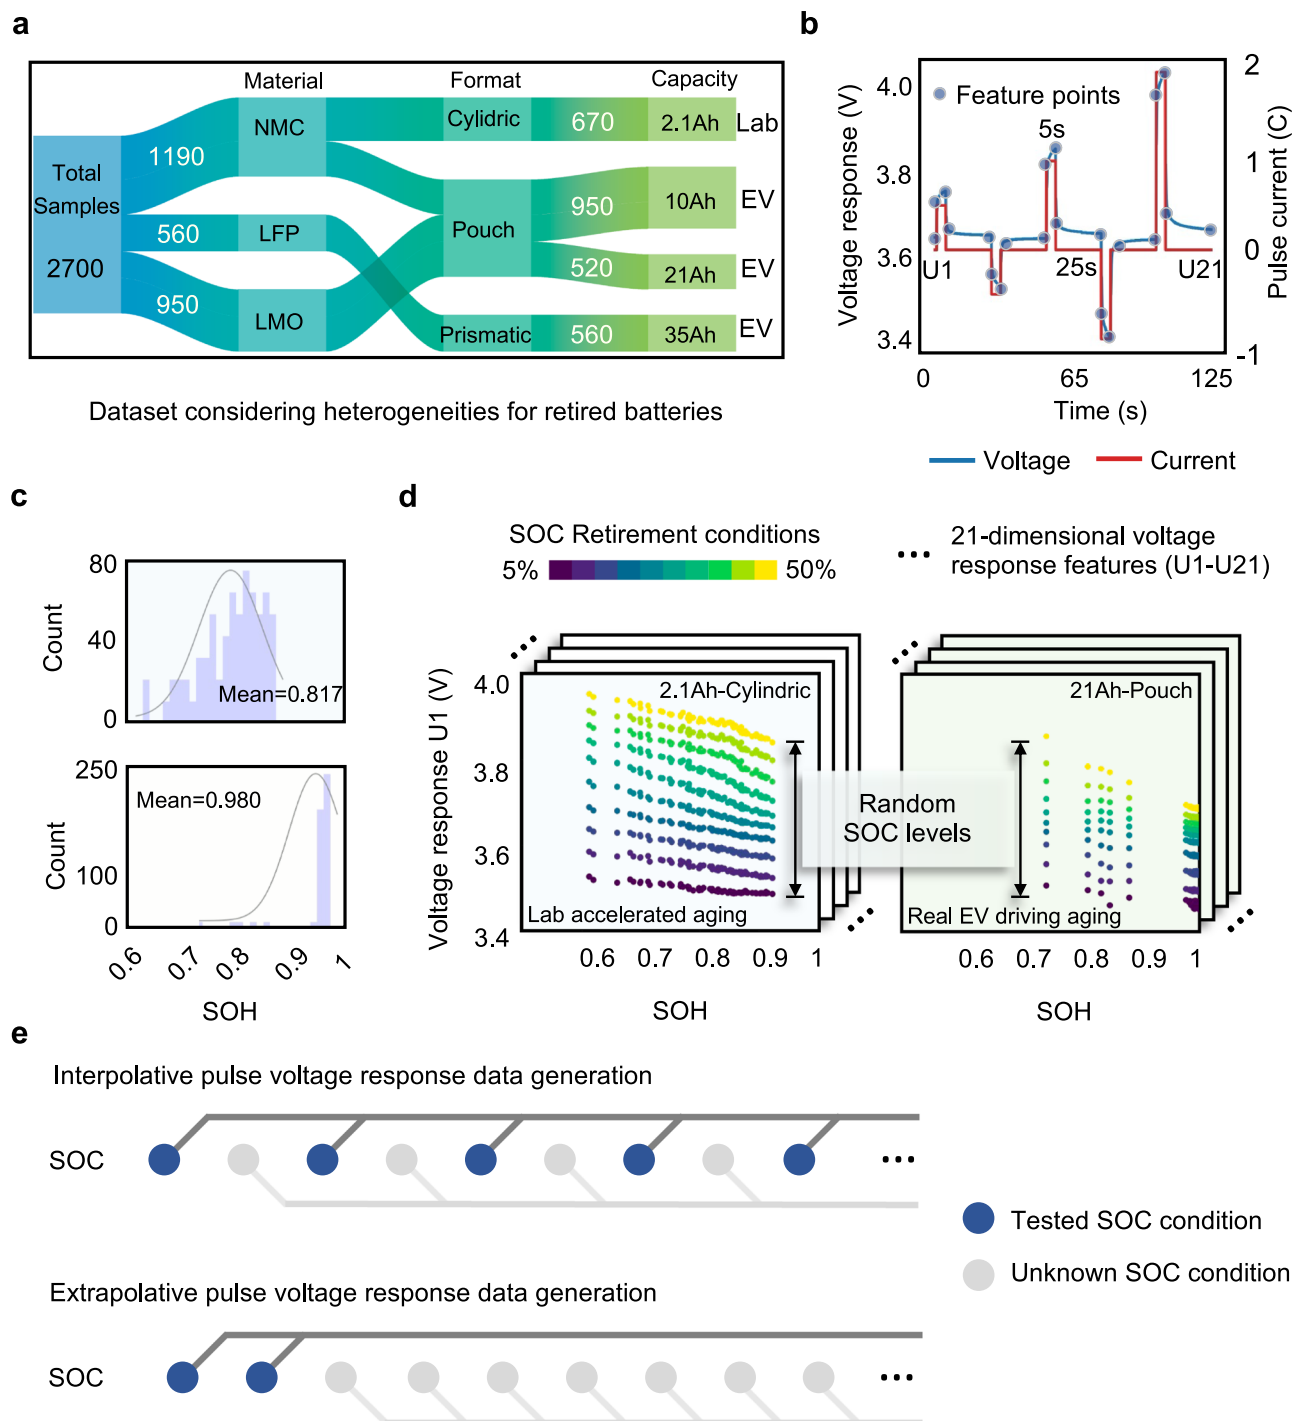 a
Material
Format
Capacity
Total
Samples
2700
1190
560
950
NMC
LFP
LMO
Cylidric
Pouch
Prismatic
670
950
520
560
2.1Ah
10Ah
21Ah
35Ah
Lab
EV
EV
EV
Dataset considering heterogeneities for retired batteries
b
Voltage response (V)
4.0
3.8
3.6
3.4
Feature points
5s
25s
U1
U21
2
1
0
-1
Pulse current (C)
0
65
125
Time (s)
Voltage
Current
c
Count
80
40
0
Mean=0.817
Count
250
100
0
Mean=0.980
0.6
0.7
0.8
0.9
1
SOH
d
SOC Retirement conditions
5%
50%
21-dimensional voltage
response features (U1-U21)
Voltage response U1 (V)
4.0
3.8
3.6
3.4
2.1Ah-Cylindric
Lab accelerated aging
Random
SOC levels
21Ah-Pouch
Real EV driving aging
0.6 0.7 0.8 0.9 1
SOH
0.6 0.7 0.8 0.9 1
SOH
e
Interpolative pulse voltage response data generation
SOC
Tested SOC condition
Unknown SOC condition
Extrapolative pulse voltage response data generation
SOC